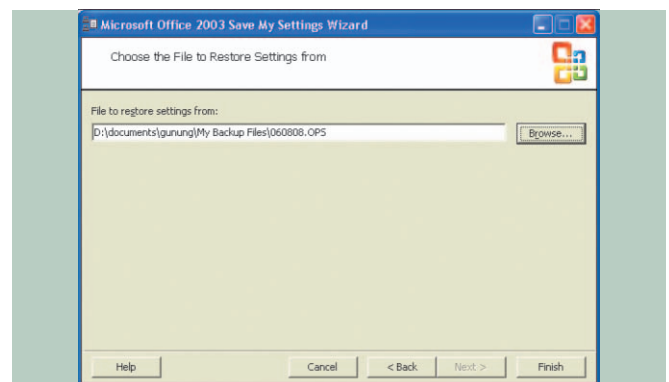 Microsoft Office 2003 Save My Settings Wizard
Choose the File to Restore Settings from
File to restore settings from:
D:\documents\gunung\My Backup Files\060808.OPS
Browse...
Help
Cancel
< Back
Next >
Finish